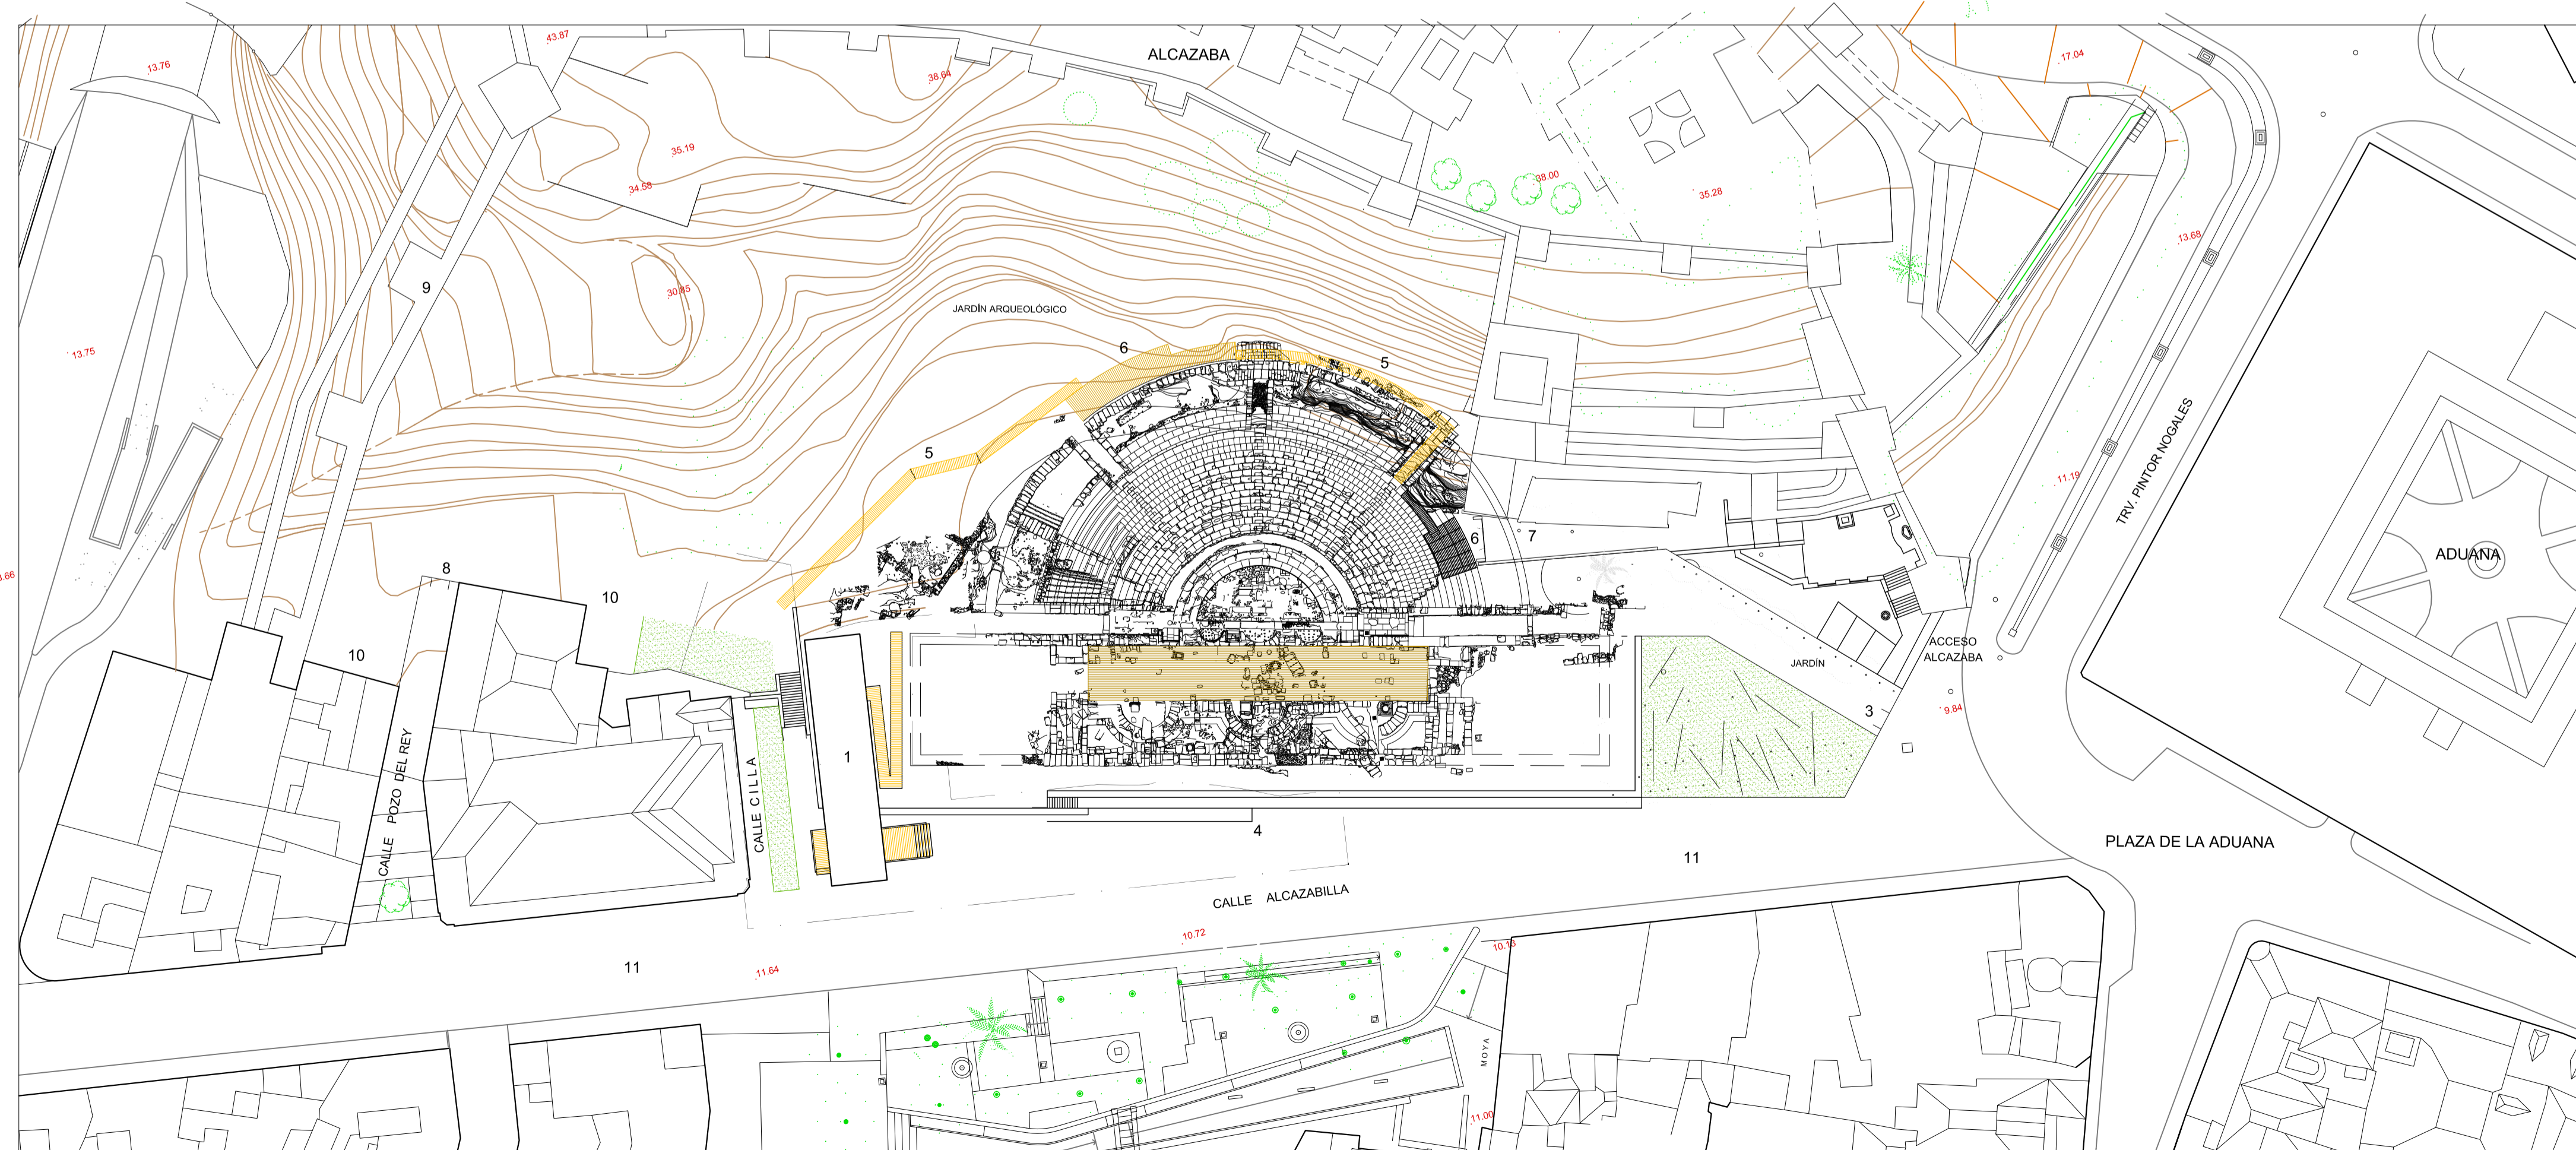 43.87
ALCAZABA
17.04
13.76
38.64
35.19
34.68
38.00
35.28
13.68
9
30.85
JARDÍN ARQUEOLÓGICO
13.75
6
5
TRV. PINTOR NOGALES
5
11.19
6
7
ADUANA
8
10
10
ACCESO
ALCAZABA
JARDÍN
3
9.84
1
CALLE POZO DEL REY
CALLE CILLA
4
PLAZA DE LA ADUANA
11
CALLE ALCAZABILLA
10.72
10.13
11
11.64
MOYA
11.00